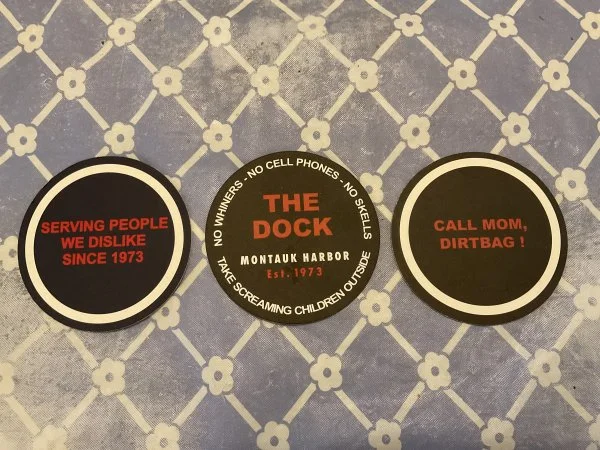 SERVING PEOPLE
WE DISLIKE
SINCE 1973
NO WHINERS - NO CELL PHONES - NO SKELLS
THE
DOCK
MONTAUK HARBOR
Est. 1973
TAKE SCREAMING CHILDREN OUTSIDE
CALL MOM,
DIRTBAG !